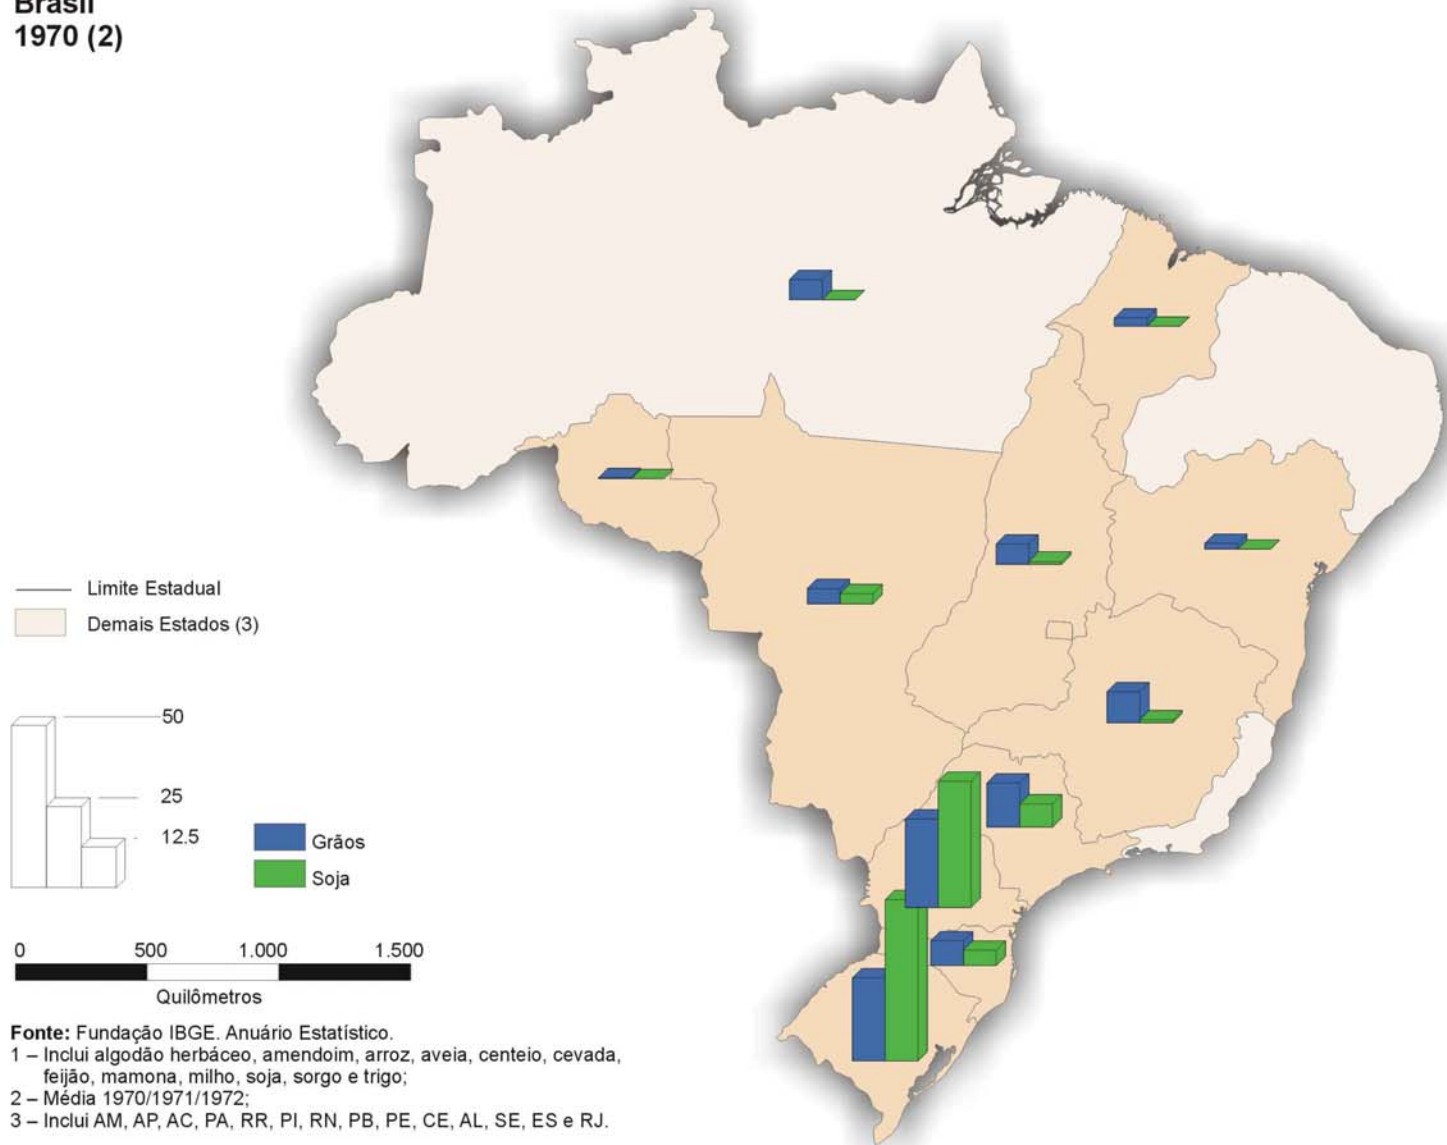 Brasil
1970 (2)
Limite Estadual
Demais Estados (3)
50
25
12.5
Grãos
Soja
0 500 1.000 1.500
Quilômetros
Fonte: Fundação IBGE. Anuário Estatístico.
1 – Inclui algodão herbáceo, amendoim, arroz, aveia, centeio, cevada,
feijão, mamona, milho, soja, sorgo e trigo;
2 – Média 1970/1971/1972;
3 – Inclui AM, AP, AC, PA, RR, PI, RN, PB, PE, CE, AL, SE, ES e RJ.